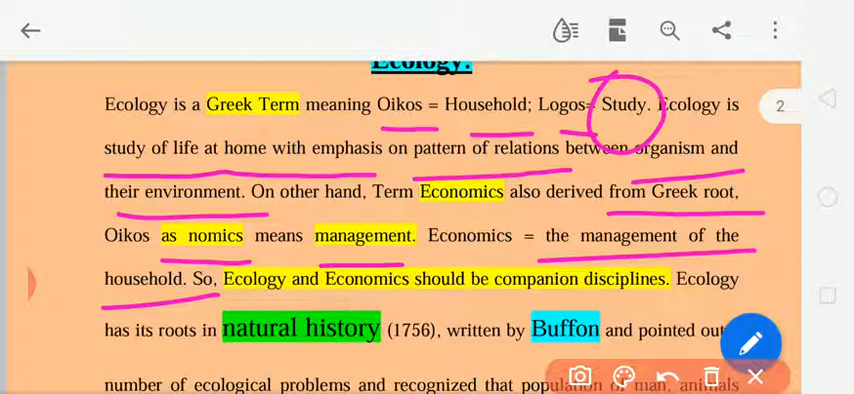 Ecology:
Ecology is a Greek Term meaning Oikos = Household; Logos= Study. Ecology is
2
study of life at home with emphasis on pattern of relations between organism and
their environment. On other hand, Term Economics also derived from Greek root,
Oikos as nomics means management. Economics = the management of the
household. So, Ecology and Economics should be companion disciplines. Ecology
has its roots in natural history (1756), written by Buffon and pointed out
number of ecological problems and recognized that population of man, animals